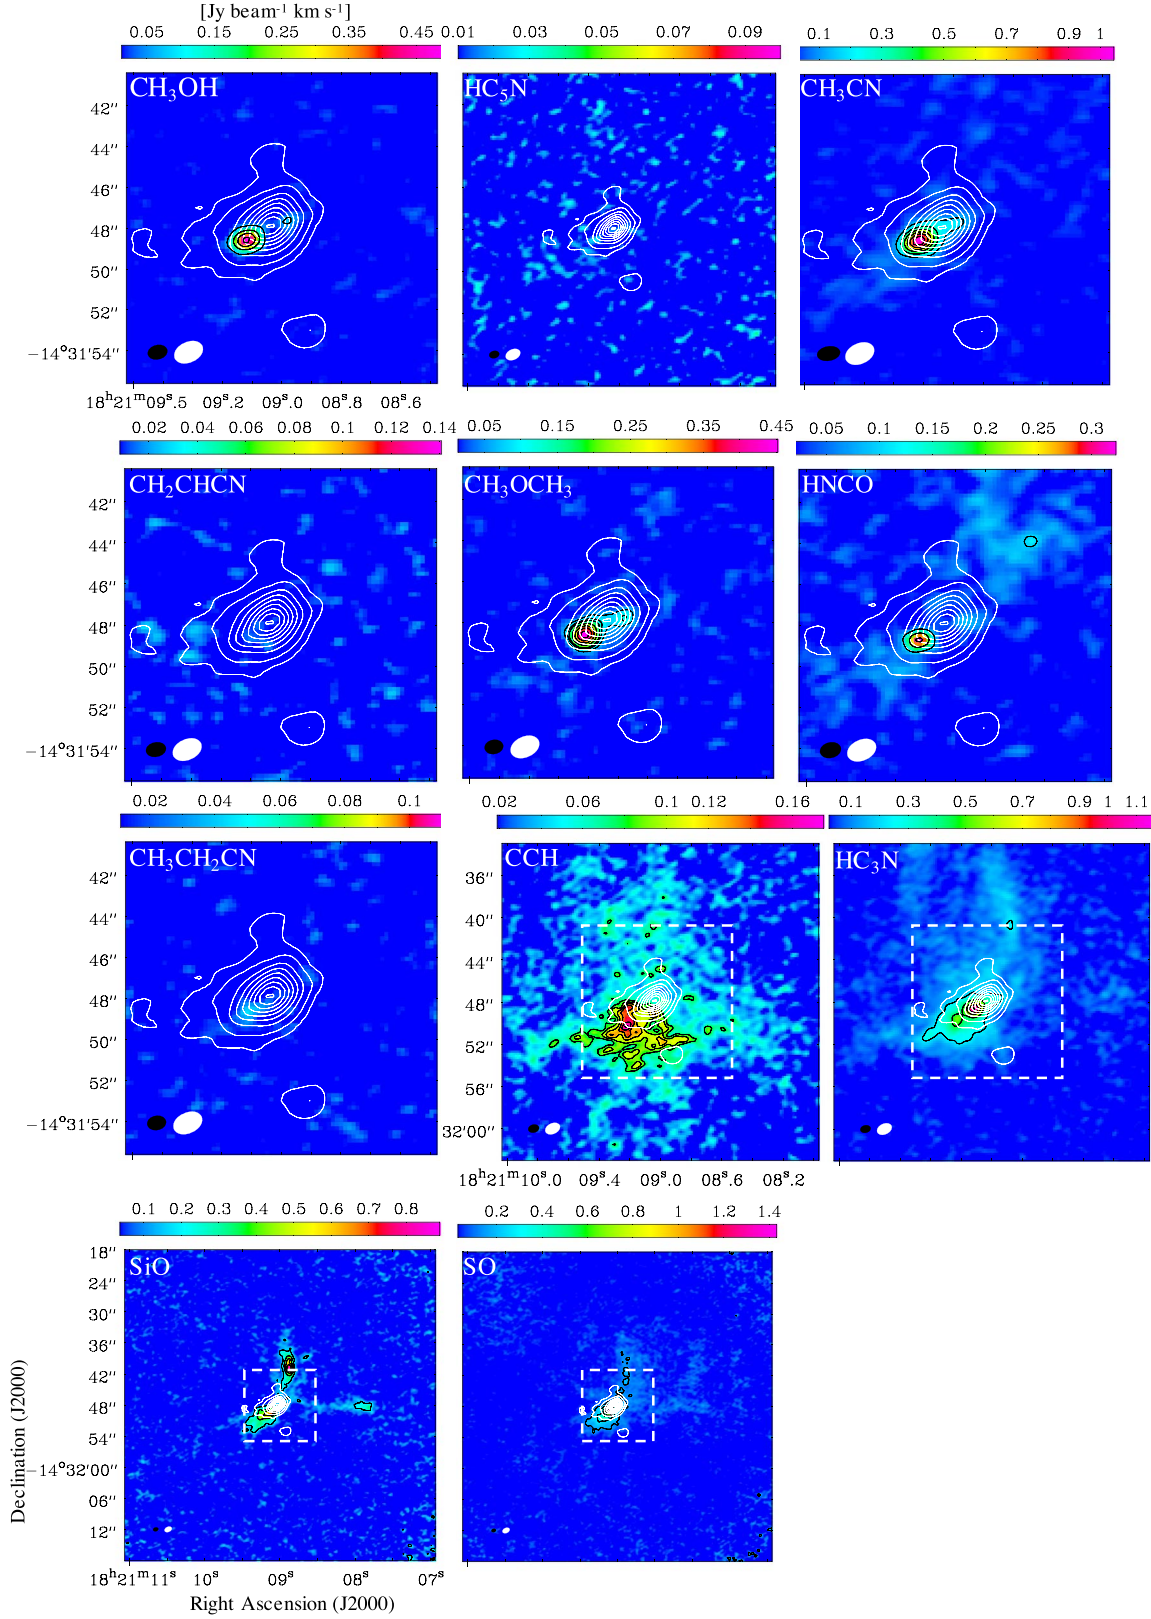 [Jy beam⁻¹ km s⁻¹]
0.05 0.15 0.25 0.35 0.45
0.01 0.03 0.05 0.07 0.09
0.1 0.3 0.5 0.7 0.9 1
CH₃OH
HC₅N
CH₃CN
42″
44″
46″
48″
50″
52″
−14°31′54″
18ʰ21ᵐ09ˢ.5 09ˢ.2 09ˢ.0 08ˢ.8 08ˢ.6
0.02 0.04 0.06 0.08 0.1 0.12 0.14
0.05 0.15 0.25 0.35 0.45
0.05 0.1 0.15 0.2 0.25 0.3
CH₂CHCN
CH₃OCH₃
HNCO
42″
44″
46″
48″
50″
52″
−14°31′54″
0.02 0.04 0.06 0.08 0.1
0.02 0.06 0.1 0.12 0.16
0.1 0.3 0.5 0.7 0.9 1 1.1
CH₃CH₂CN
CCH
HC₃N
42″
44″
46″
48″
50″
52″
−14°31′54″
36″
40″
44″
48″
52″
56″
32′00″
18ʰ21ᵐ10ˢ.0 09ˢ.4 09ˢ.0 08ˢ.6 08ˢ.2
0.1 0.2 0.3 0.4 0.5 0.6 0.7 0.8
0.2 0.4 0.6 0.8 1 1.2 1.4
SiO
SO
18″
24″
30″
36″
42″
48″
54″
−14°32′00″
06″
12″
18ʰ21ᵐ11ˢ 10ˢ 09ˢ 08ˢ 07ˢ
Declination (J2000)
Right Ascension (J2000)